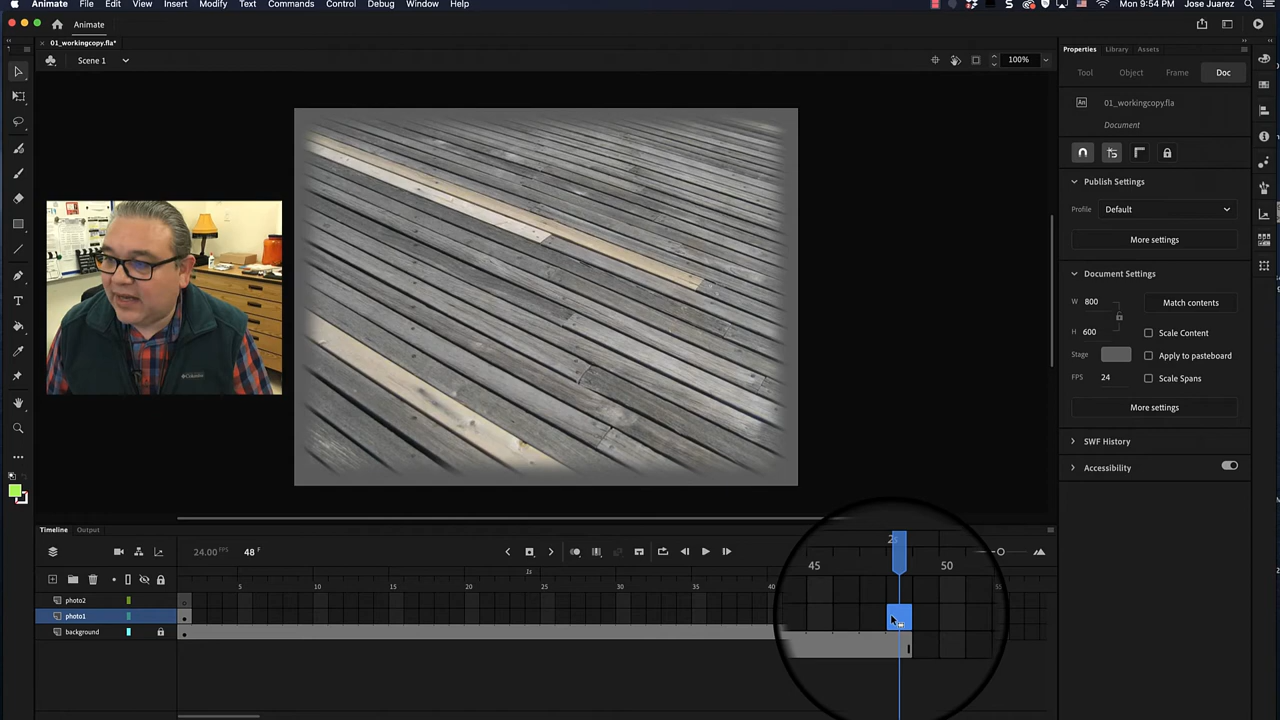 Animate File Edit View Insert Modify Text Commands Control Debug Window Help Mon 9:54 PM Jose Juarez
Animate
01_workingcopy.fla*
Scene 1
100%
Properties Library Assets
Tool Object Frame Doc
An 01_workingcopy.fla
Document
Publish Settings
Profile Default
More settings
Document Settings
W 800 Match contents
H 600 Scale Content
Stage Apply to pasteboard
FPS 24 Scale Spans
More settings
SWF History
Accessibility
Timeline Output
24.00 FPS 48 F
1s
5 10 15 20 25 30 35 40 45 50 55
photo2
photo1
background
Columbia